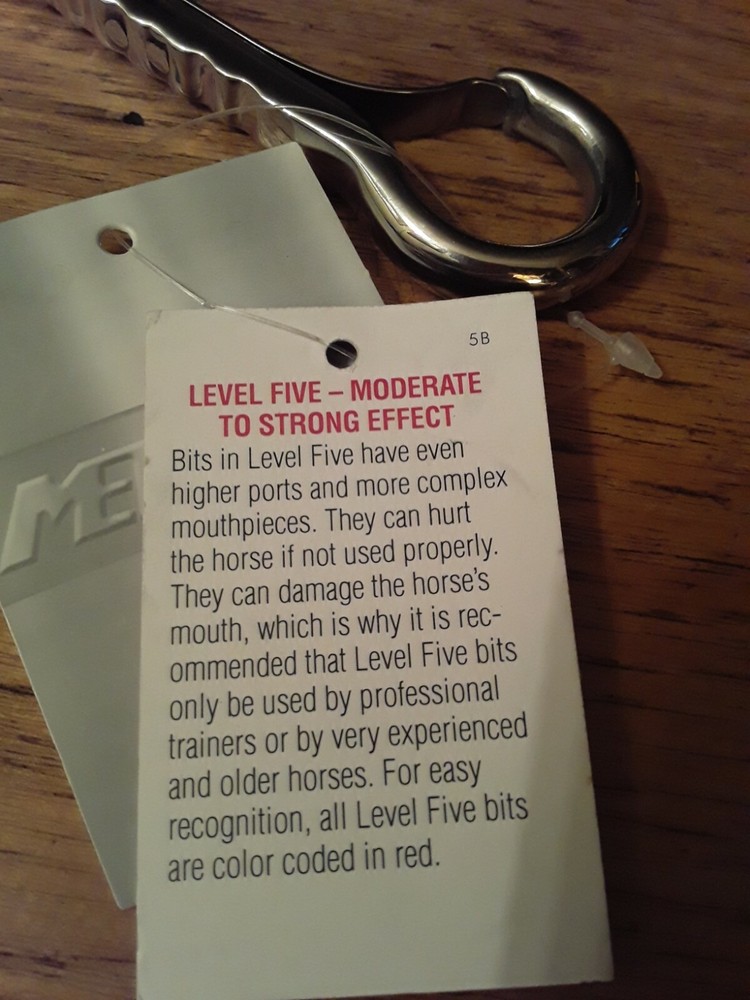 5B
LEVEL FIVE – MODERATE
TO STRONG EFFECT
Bits in Level Five have even
higher ports and more complex
mouthpieces. They can hurt
the horse if not used properly.
They can damage the horse's
mouth, which is why it is rec-
ommended that Level Five bits
only be used by professional
trainers or by very experienced
and older horses. For easy
recognition, all Level Five bits
are color coded in red.